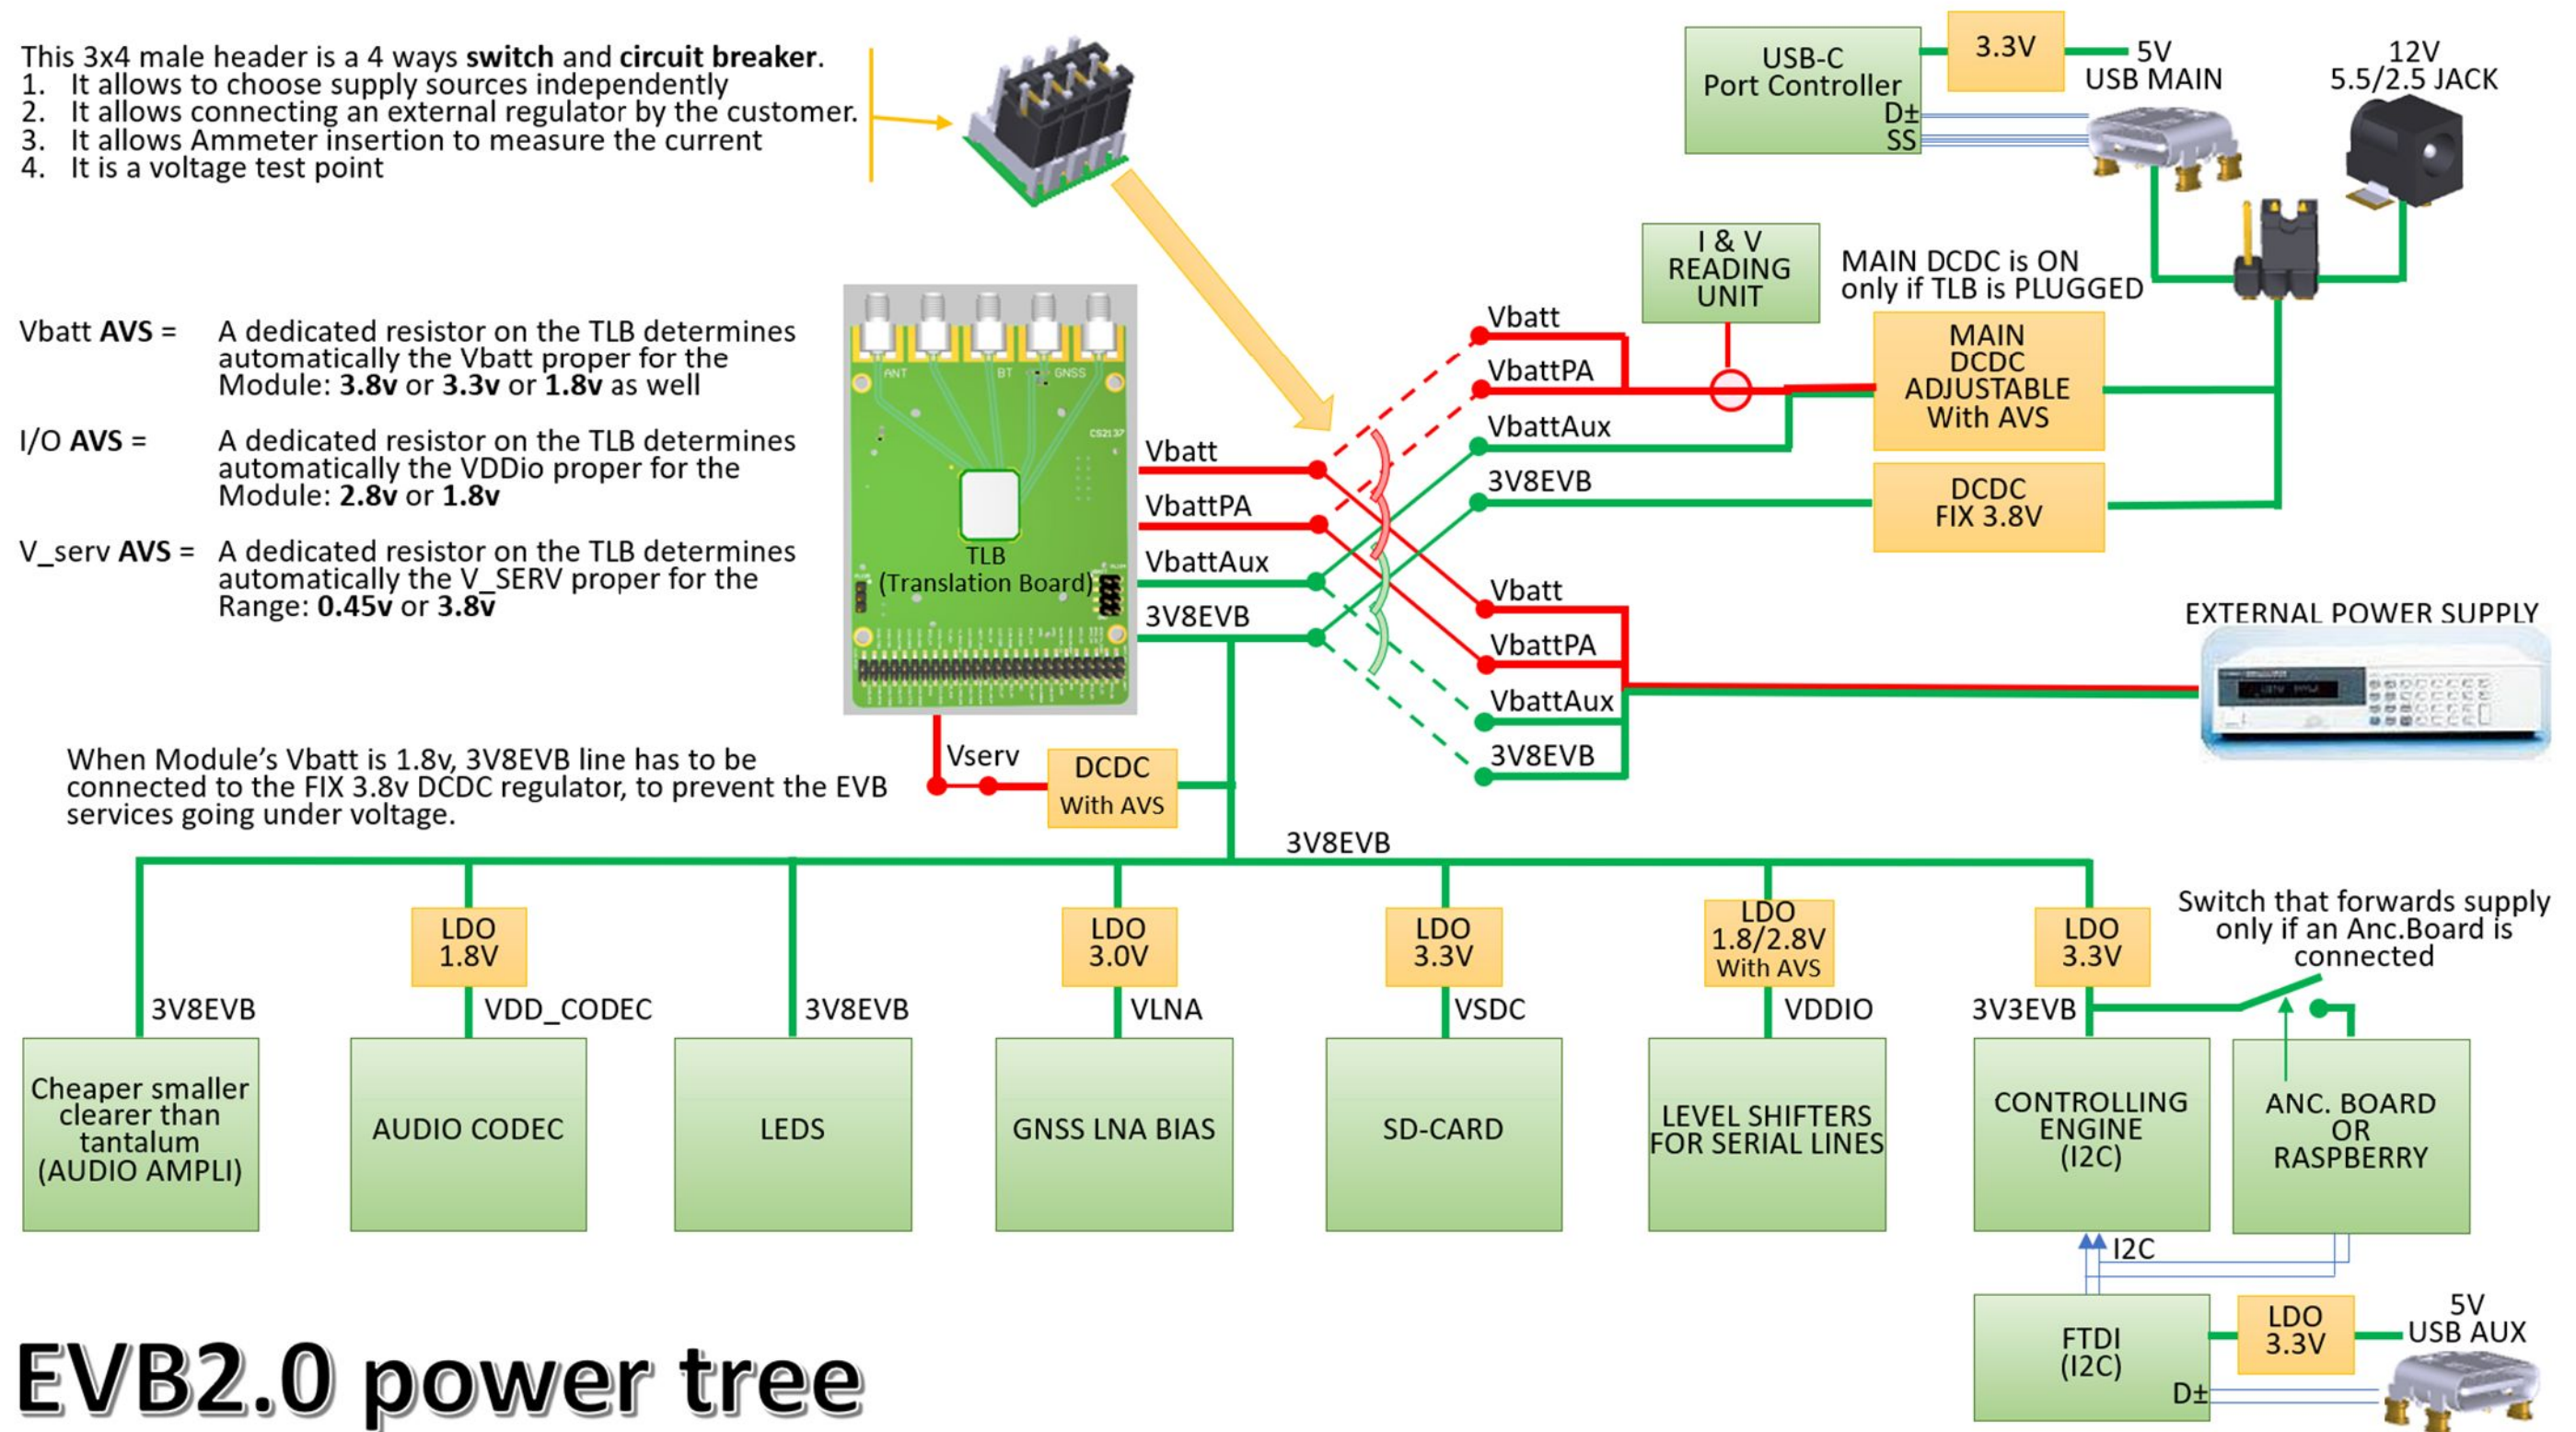 This 3x4 male header is a 4 ways switch and circuit breaker.
1. It allows to choose supply sources independently
2. It allows connecting an external regulator by the customer.
3. It allows Ammeter insertion to measure the current
4. It is a voltage test point
USB-C
Port Controller
D±
SS
3.3V
5V
USB MAIN
12V
5.5/2.5 JACK
I & V
READING
UNIT
MAIN DCDC is ON
only if TLB is PLUGGED
Vbatt AVS =
A dedicated resistor on the TLB determines
automatically the Vbatt proper for the
Module: 3.8v or 3.3v or 1.8v as well
I/O AVS =
A dedicated resistor on the TLB determines
automatically the VDDio proper for the
Module: 2.8v or 1.8v
V_serv AVS =
A dedicated resistor on the TLB determines
automatically the V_SERV proper for the
Range: 0.45v or 3.8v
ANT
BT
GNSS
CS2137
TLB
(Translation Board)
Vbatt
VbattPA
VbattAux
3V8EVB
Vbatt
VbattPA
VbattAux
3V8EVB
MAIN
DCDC
ADJUSTABLE
With AVS
DCDC
FIX 3.8V
Vbatt
VbattPA
VbattAux
3V8EVB
EXTERNAL POWER SUPPLY
When Module's Vbatt is 1.8v, 3V8EVB line has to be
connected to the FIX 3.8v DCDC regulator, to prevent the EVB
services going under voltage.
Vserv
DCDC
With AVS
3V8EVB
LDO
1.8V
LDO
3.0V
LDO
3.3V
LDO
1.8/2.8V
With AVS
LDO
3.3V
Switch that forwards supply
only if an Anc.Board is
connected
3V8EVB
VDD_CODEC
3V8EVB
VLNA
VSDC
VDDIO
3V3EVB
Cheaper smaller
clearer than
tantalum
(AUDIO AMPLI)
AUDIO CODEC
LEDS
GNSS LNA BIAS
SD-CARD
LEVEL SHIFTERS
FOR SERIAL LINES
CONTROLLING
ENGINE
(I2C)
ANC. BOARD
OR
RASPBERRY
I2C
FTDI
(I2C)
D±
LDO
3.3V
5V
USB AUX
EVB2.0 power tree